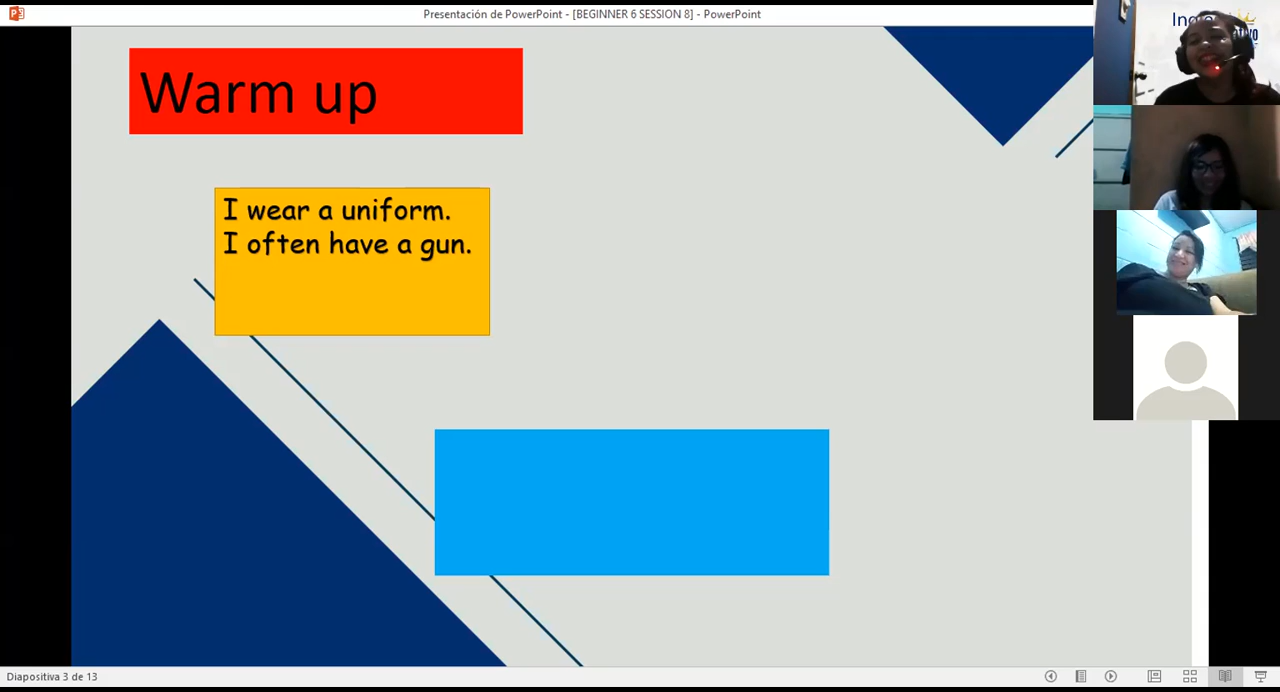 Presentación de PowerPoint - [BEGINNER 6 SESSION 8] - PowerPoint
Warm up
I wear a uniform.
I often have a gun.
Diapositiva 3 de 13